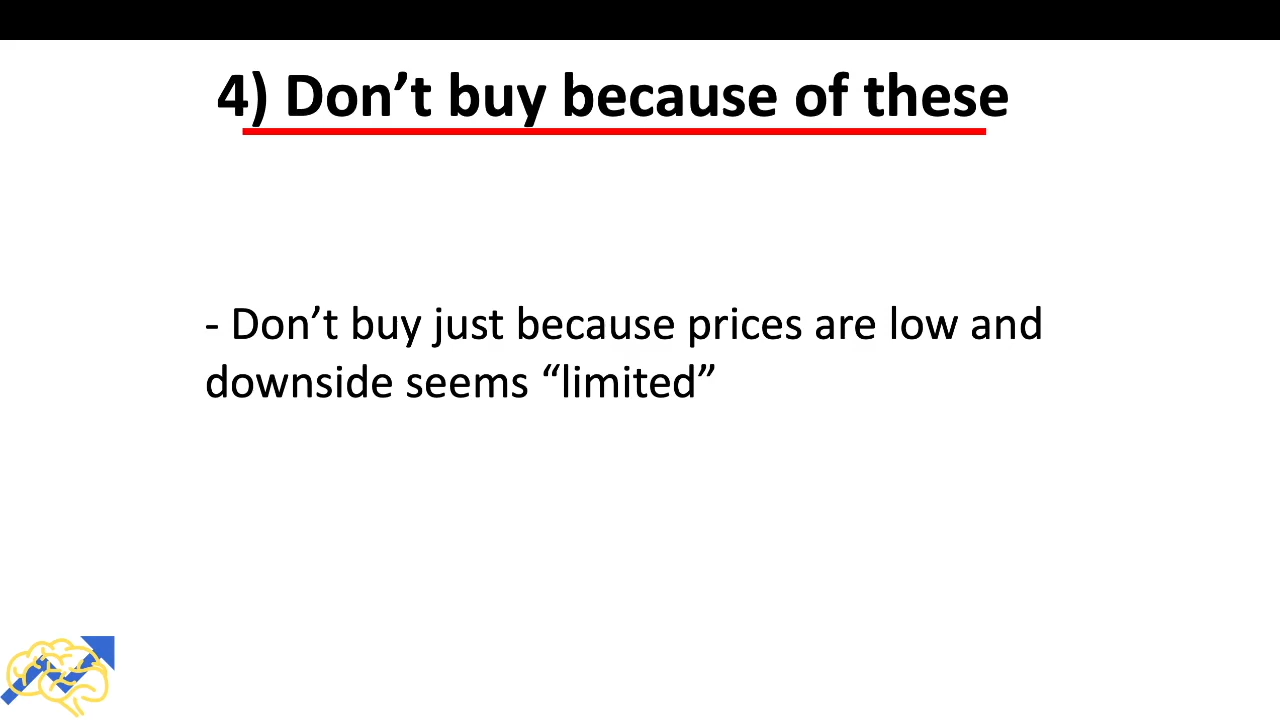 4) Don’t buy because of these
- Don’t buy just because prices are low and
downside seems “limited”